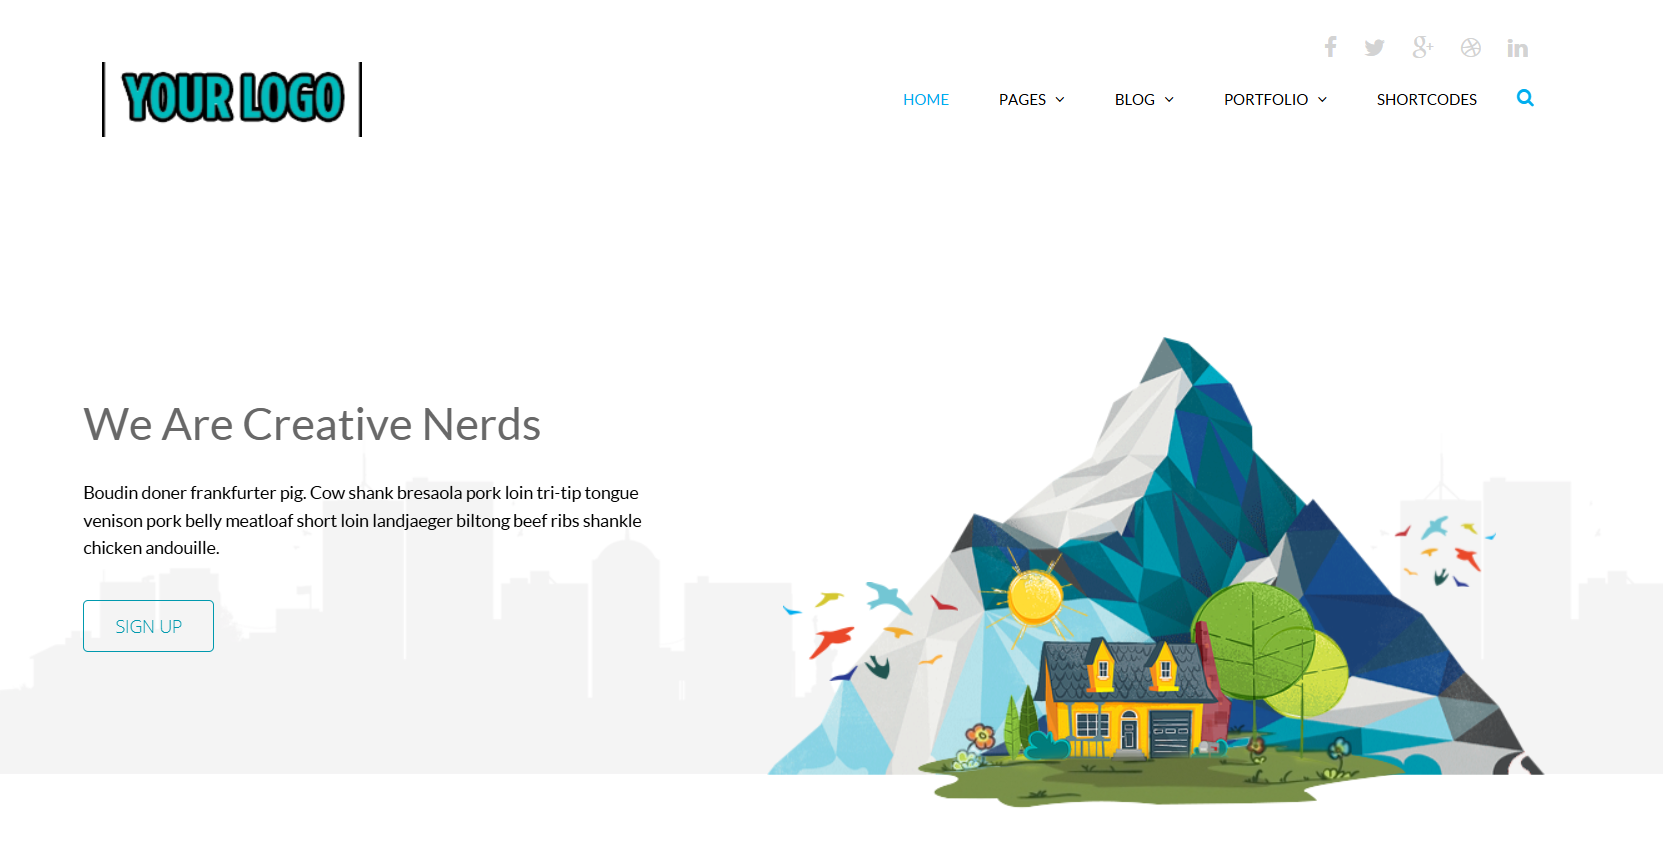 YOUR LOGO
HOME PAGES BLOG PORTFOLIO SHORTCODES
We Are Creative Nerds
Boudin doner frankfurter pig. Cow shank bresaola pork loin tri-tip tongue
venison pork belly meatloaf short loin landjaeger biltong beef ribs shankle
chicken andouille.
SIGN UP